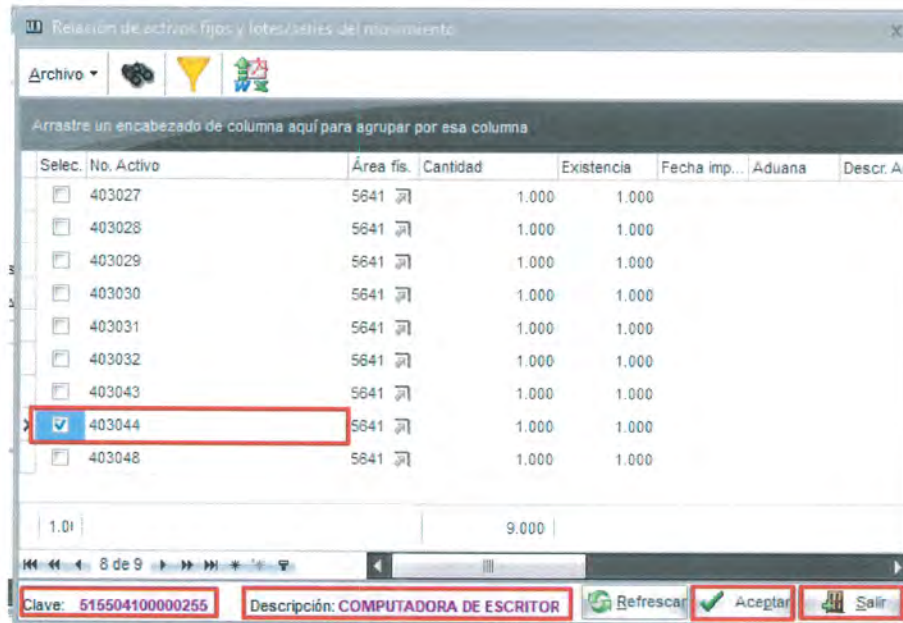 Relación de activos fijos y lotes/series del movimiento
Archivo
Arrastre un encabezado de columna aquí para agrupar por esa columna
Selec. No. Activo Área fís. Cantidad Existencia Fecha imp... Aduana Descr. A
403027 5641 1.000 1.000
403028 5641 1.000 1.000
403029 5641 1.000 1.000
403030 5641 1.000 1.000
403031 5641 1.000 1.000
403032 5641 1.000 1.000
403043 5641 1.000 1.000
403044 5641 1.000 1.000
403048 5641 1.000 1.000
1.0 9.000
8 de 9
Clave: 515504100000255 Descripción: COMPUTADORA DE ESCRITOR Refrescar Aceptar Salir